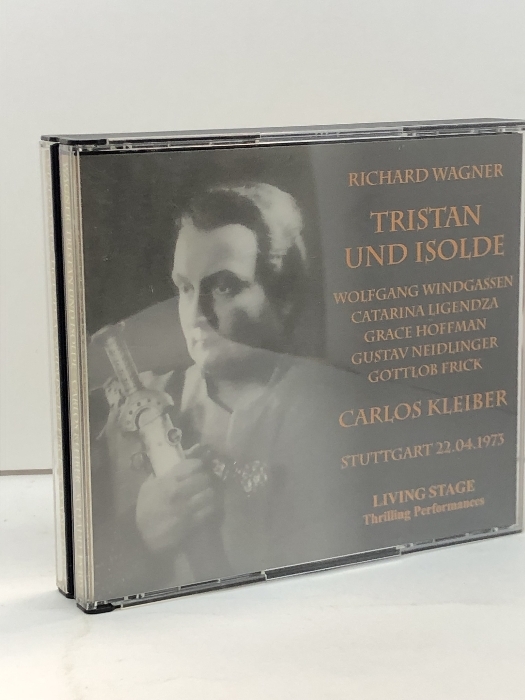 RICHARD WAGNER
TRISTAN
UND ISOLDE
WOLFGANG WINDGASSEN
CATARINA LIGENDZA
GRACE HOFFMAN
GUSTAV NEIDLINGER
GOTTLOB FRICK
CARLOS KLEIBER
STUTTGART 22.04.1973
LIVING STAGE
Thrilling Performances